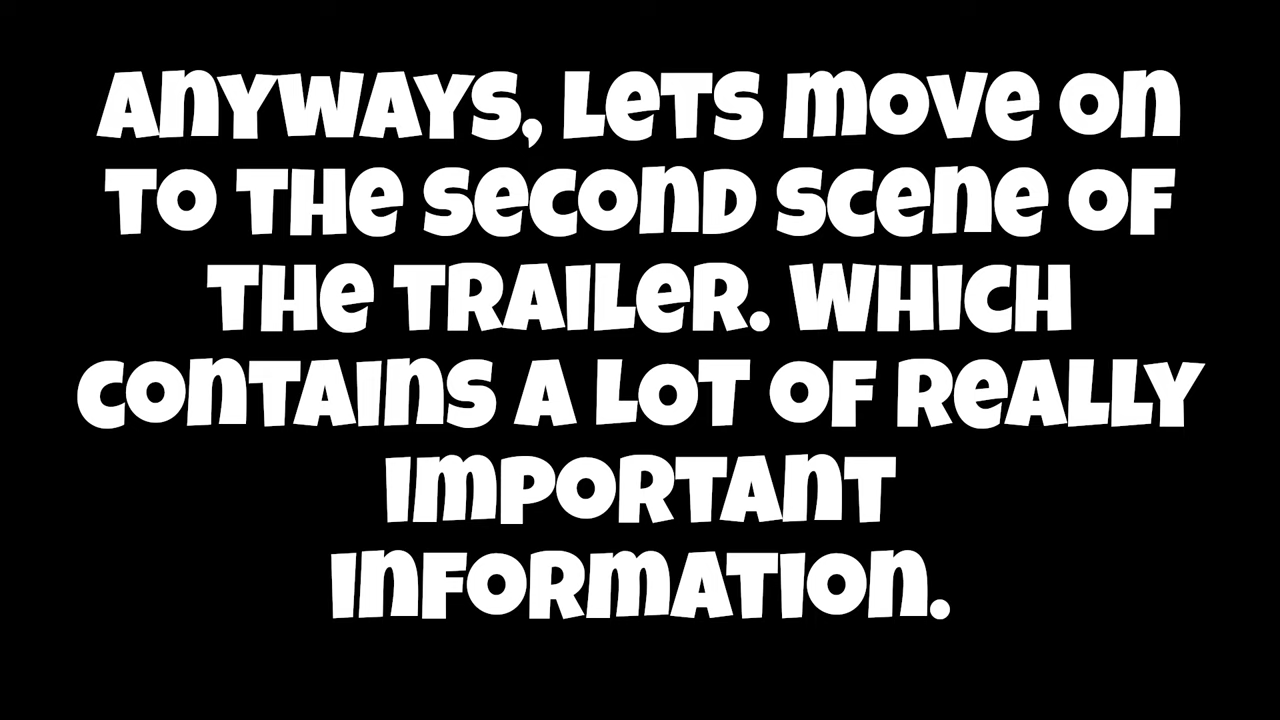 Anyways, lets move on
to the second scene of
the trailer. Which
contains a lot of really
important
information.